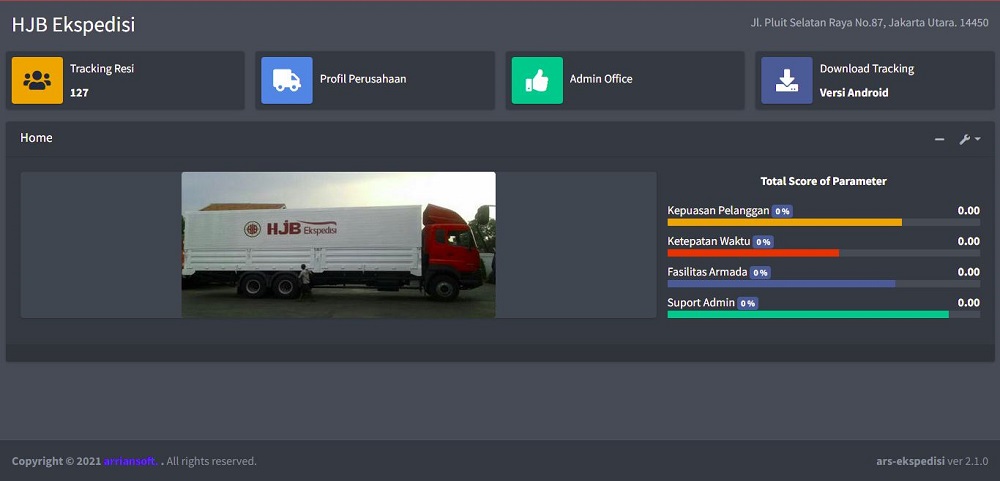 HJB Ekspedisi
Jl. Pluit Selatan Raya No.87, Jakarta Utara. 14450
Tracking Resi
127
Profil Perusahaan
Admin Office
Download Tracking
Versi Android
Home
HJB Ekspedisi
Total Score of Parameter
Kepuasan Pelanggan 0 % 0.00
Ketepatan Waktu 0 % 0.00
Fasilitas Armada 0 % 0.00
Suport Admin 0 % 0.00
Copyright © 2021 arriansoft. . All rights reserved.
ars-ekspedisi ver 2.1.0